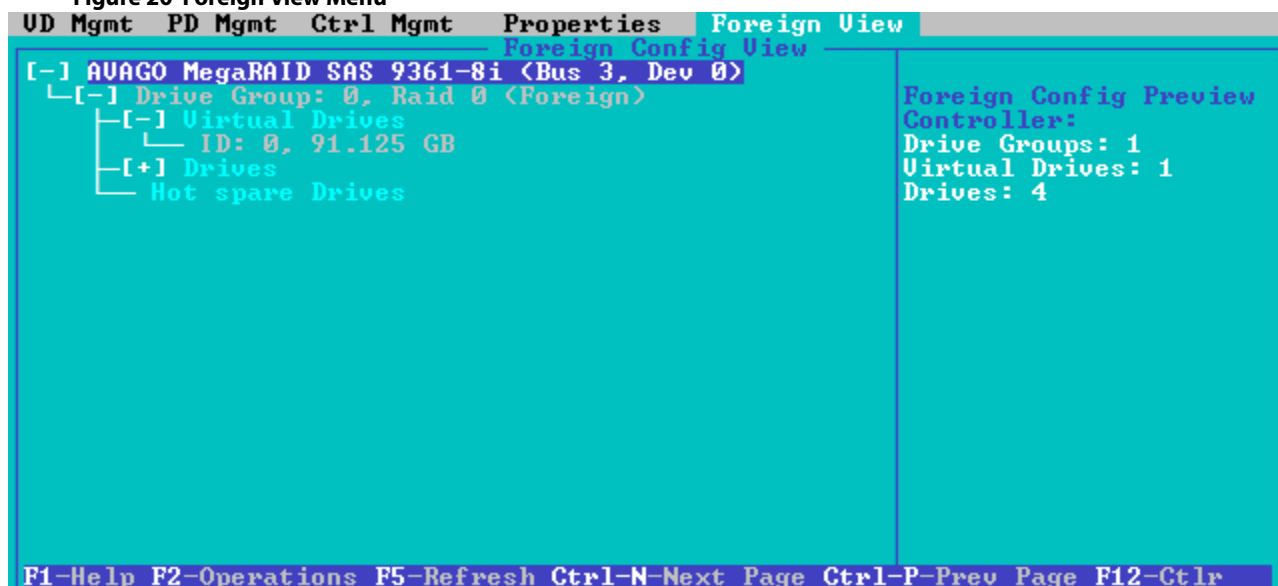 Figure 20 Foreign View Menu
VD Mgmt PD Mgmt Ctrl Mgmt Properties Foreign View
Foreign Config View
[-] AVAGO MegaRAID SAS 9361-8i (Bus 3, Dev 0)
[-] Drive Group: 0, Raid 0 (Foreign)
[-] Virtual Drives
ID: 0, 91.125 GB
[+] Drives
Hot spare Drives
Foreign Config Preview
Controller:
Drive Groups: 1
Virtual Drives: 1
Drives: 4
F1-Help F2-Operations F5-Refresh Ctrl-N-Next Page Ctrl-P-Prev Page F12-Ctlr